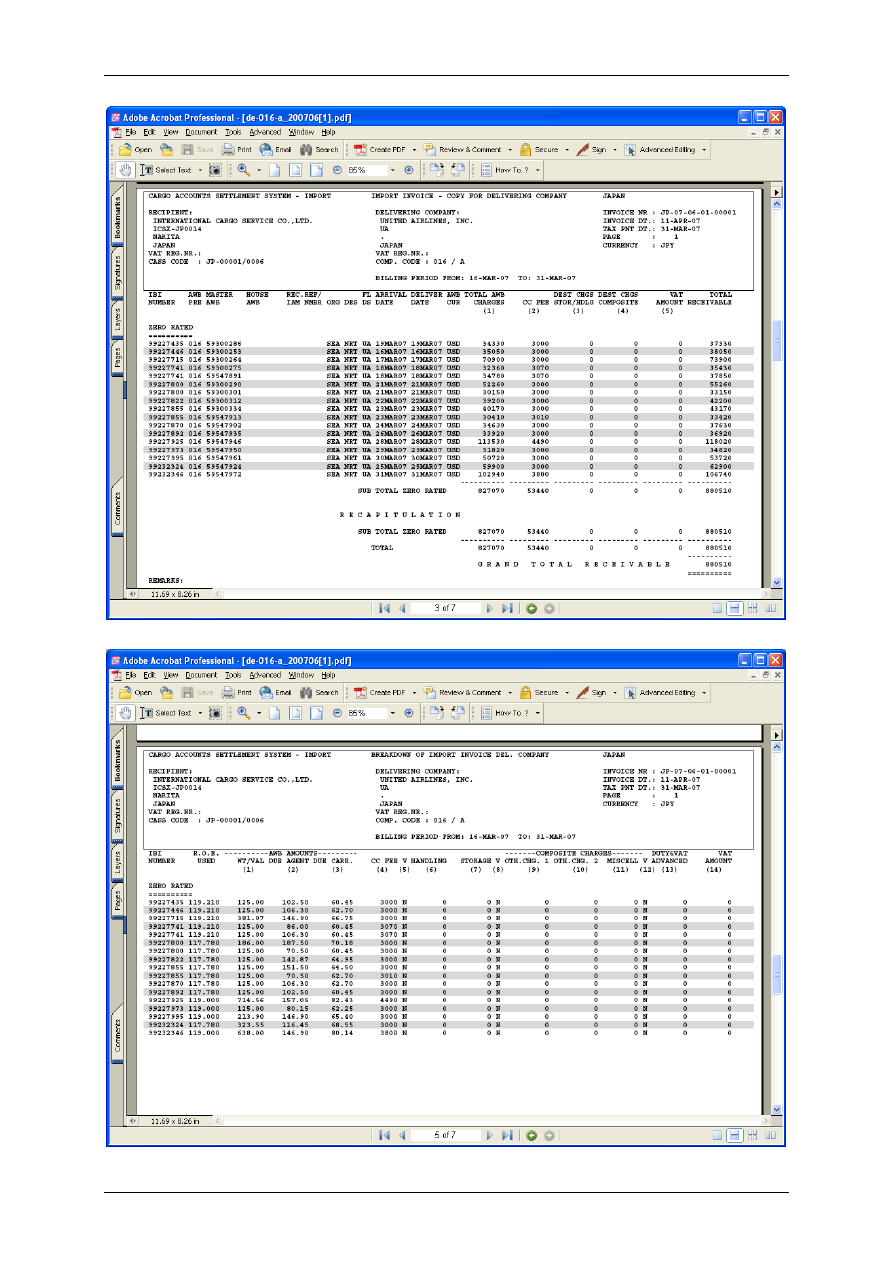 Adobe Acrobat Professional - [de-016-a_200706[1].pdf]
File Edit View Document Tools Advanced Window Help
Open Save Print Email Search Create PDF Review & Comment Secure Sign Advanced Editing
Select Text 85% How To..?
Bookmarks
Signatures
Layers
Pages
Comments
CARGO ACCOUNTS SETTLEMENT SYSTEM - IMPORT IMPORT INVOICE - COPY FOR DELIVERING COMPANY JAPAN
RECIPIENT: DELIVERING COMPANY: INVOICE NR : JP-07-06-01-00001
INTERNATIONAL CARGO SERVICE CO.,LTD. UNITED AIRLINES, INC. INVOICE DT.: 11-APR-07
ICSX-JP0014 UA TAX PNT DT.: 31-MAR-07
NARITA . PAGE : 1
JAPAN JAPAN CURRENCY : JPY
VAT REG.NR.: VAT REG.NR.:
CASS CODE : JP-00001/0006 COMP. CODE : 016 / A
BILLING PERIOD FROM: 16-MAR-07 TO: 31-MAR-07
IBI AWB MASTER HOUSE REC.REF/ FL ARRIVAL DELIVER AWB TOTAL AWB DEST CHGS DEST CHGS VAT TOTAL
NUMBER PRE AWB AWB IAM NMBR ORG DES DS DATE DATE CUR CHARGES CC FEE STOR/HDLG COMPOSITE AMOUNT RECEIVABLE
(1) (2) (3) (4) (5)
ZERO RATED
==========
99227435 016 59300286 SEA NRT UA 19MAR07 19MAR07 USD 34330 3000 0 0 0 37330
99227446 016 59300253 SEA NRT UA 16MAR07 16MAR07 USD 35050 3000 0 0 0 38050
99227715 016 59300264 SEA NRT UA 17MAR07 17MAR07 USD 70900 3000 0 0 0 73900
99227741 016 59300275 SEA NRT UA 18MAR07 18MAR07 USD 32360 3070 0 0 0 35430
99227741 016 59547891 SEA NRT UA 18MAR07 18MAR07 USD 34780 3070 0 0 0 37850
99227800 016 59300290 SEA NRT UA 21MAR07 21MAR07 USD 52260 3000 0 0 0 55260
99227800 016 59300301 SEA NRT UA 21MAR07 21MAR07 USD 30150 3000 0 0 0 33150
99227822 016 59300312 SEA NRT UA 22MAR07 22MAR07 USD 39200 3000 0 0 0 42200
99227855 016 59300334 SEA NRT UA 23MAR07 23MAR07 USD 40170 3000 0 0 0 43170
99227855 016 59547913 SEA NRT UA 23MAR07 23MAR07 USD 30410 3010 0 0 0 33420
99227870 016 59547902 SEA NRT UA 24MAR07 24MAR07 USD 34630 3000 0 0 0 37630
99227892 016 59547935 SEA NRT UA 26MAR07 26MAR07 USD 33920 3000 0 0 0 36920
99227925 016 59547946 SEA NRT UA 28MAR07 28MAR07 USD 113530 4490 0 0 0 118020
99227973 016 59547950 SEA NRT UA 29MAR07 29MAR07 USD 31820 3000 0 0 0 34820
99227995 016 59547961 SEA NRT UA 30MAR07 30MAR07 USD 50720 3000 0 0 0 53720
99232324 016 59547924 SEA NRT UA 25MAR07 25MAR07 USD 59900 3000 0 0 0 62900
99232346 016 59547972 SEA NRT UA 31MAR07 31MAR07 USD 102940 3800 0 0 0 106740
SUB TOTAL ZERO RATED 827070 53440 0 0 0 880510
R E C A P I T U L A T I O N
SUB TOTAL ZERO RATED 827070 53440 0 0 0 880510
TOTAL 827070 53440 0 0 0 880510
G R A N D T O T A L R E C E I V A B L E 880510
==========
REMARKS:
11.69 x 8.26 in
3 of 7
Adobe Acrobat Professional - [de-016-a_200706[1].pdf]
File Edit View Document Tools Advanced Window Help
Open Save Print Email Search Create PDF Review & Comment Secure Sign Advanced Editing
Select Text 85% How To..?
Bookmarks
Signatures
Layers
Pages
Comments
CARGO ACCOUNTS SETTLEMENT SYSTEM - IMPORT BREAKDOWN OF IMPORT INVOICE DEL. COMPANY JAPAN
RECIPIENT: DELIVERING COMPANY: INVOICE NR : JP-07-06-01-00001
INTERNATIONAL CARGO SERVICE CO.,LTD. UNITED AIRLINES, INC. INVOICE DT.: 11-APR-07
ICSX-JP0014 UA TAX PNT DT.: 31-MAR-07
NARITA . PAGE : 1
JAPAN JAPAN CURRENCY : JPY
VAT REG.NR.: VAT REG.NR.:
CASS CODE : JP-00001/0006 COMP. CODE : 016 / A
BILLING PERIOD FROM: 16-MAR-07 TO: 31-MAR-07
IBI R.O.E. ----------AWB AMOUNTS--------- -------COMPOSITE CHARGES------- DUTY&VAT VAT
NUMBER USED WT/VAL DUE AGENT DUE CARR. CC FEE V HANDLING STORAGE V OTH.CHG. 1 OTH.CHG. 2 MISCELL V ADVANCED AMOUNT
(1) (2) (3) (4) (5) (6) (7) (8) (9) (10) (11) (12) (13) (14)
ZERO RATED
==========
99227435 119.210 125.00 102.50 60.45 3000 N 0 0 N 0 0 0 N 0 0
99227446 119.210 125.00 106.30 62.70 3000 N 0 0 N 0 0 0 N 0 0
99227715 119.210 381.07 146.90 66.75 3000 N 0 0 N 0 0 0 N 0 0
99227741 119.210 125.00 86.00 60.45 3070 N 0 0 N 0 0 0 N 0 0
99227741 119.210 125.00 106.30 60.45 3070 N 0 0 N 0 0 0 N 0 0
99227800 117.780 186.00 187.50 70.18 3000 N 0 0 N 0 0 0 N 0 0
99227800 117.780 125.00 70.50 60.45 3000 N 0 0 N 0 0 0 N 0 0
99227822 117.780 125.00 142.87 64.95 3000 N 0 0 N 0 0 0 N 0 0
99227855 117.780 125.00 151.50 64.50 3000 N 0 0 N 0 0 0 N 0 0
99227855 117.780 125.00 70.50 62.70 3010 N 0 0 N 0 0 0 N 0 0
99227870 117.780 125.00 106.30 62.70 3000 N 0 0 N 0 0 0 N 0 0
99227892 117.780 125.00 102.50 60.45 3000 N 0 0 N 0 0 0 N 0 0
99227925 119.000 714.56 157.05 82.43 4490 N 0 0 N 0 0 0 N 0 0
99227973 119.000 125.00 80.15 62.25 3000 N 0 0 N 0 0 0 N 0 0
99227995 119.000 213.90 146.90 65.40 3000 N 0 0 N 0 0 0 N 0 0
99232324 117.780 323.55 116.45 68.55 3000 N 0 0 N 0 0 0 N 0 0
99232346 119.000 638.00 146.90 80.14 3800 N 0 0 N 0 0 0 N 0 0
11.69 x 8.26 in
5 of 7